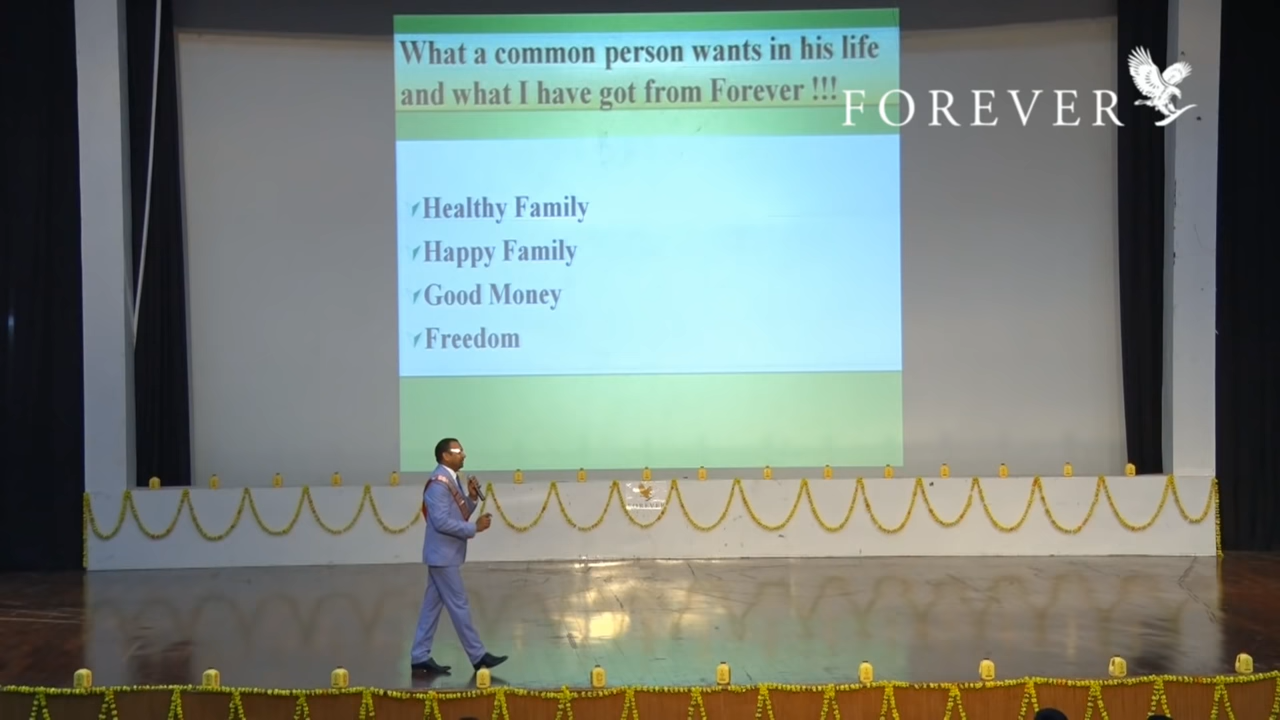 What a common person wants in his life
and what I have got from Forever !!!
FOREVER
Healthy Family
Happy Family
Good Money
Freedom
FOREVER